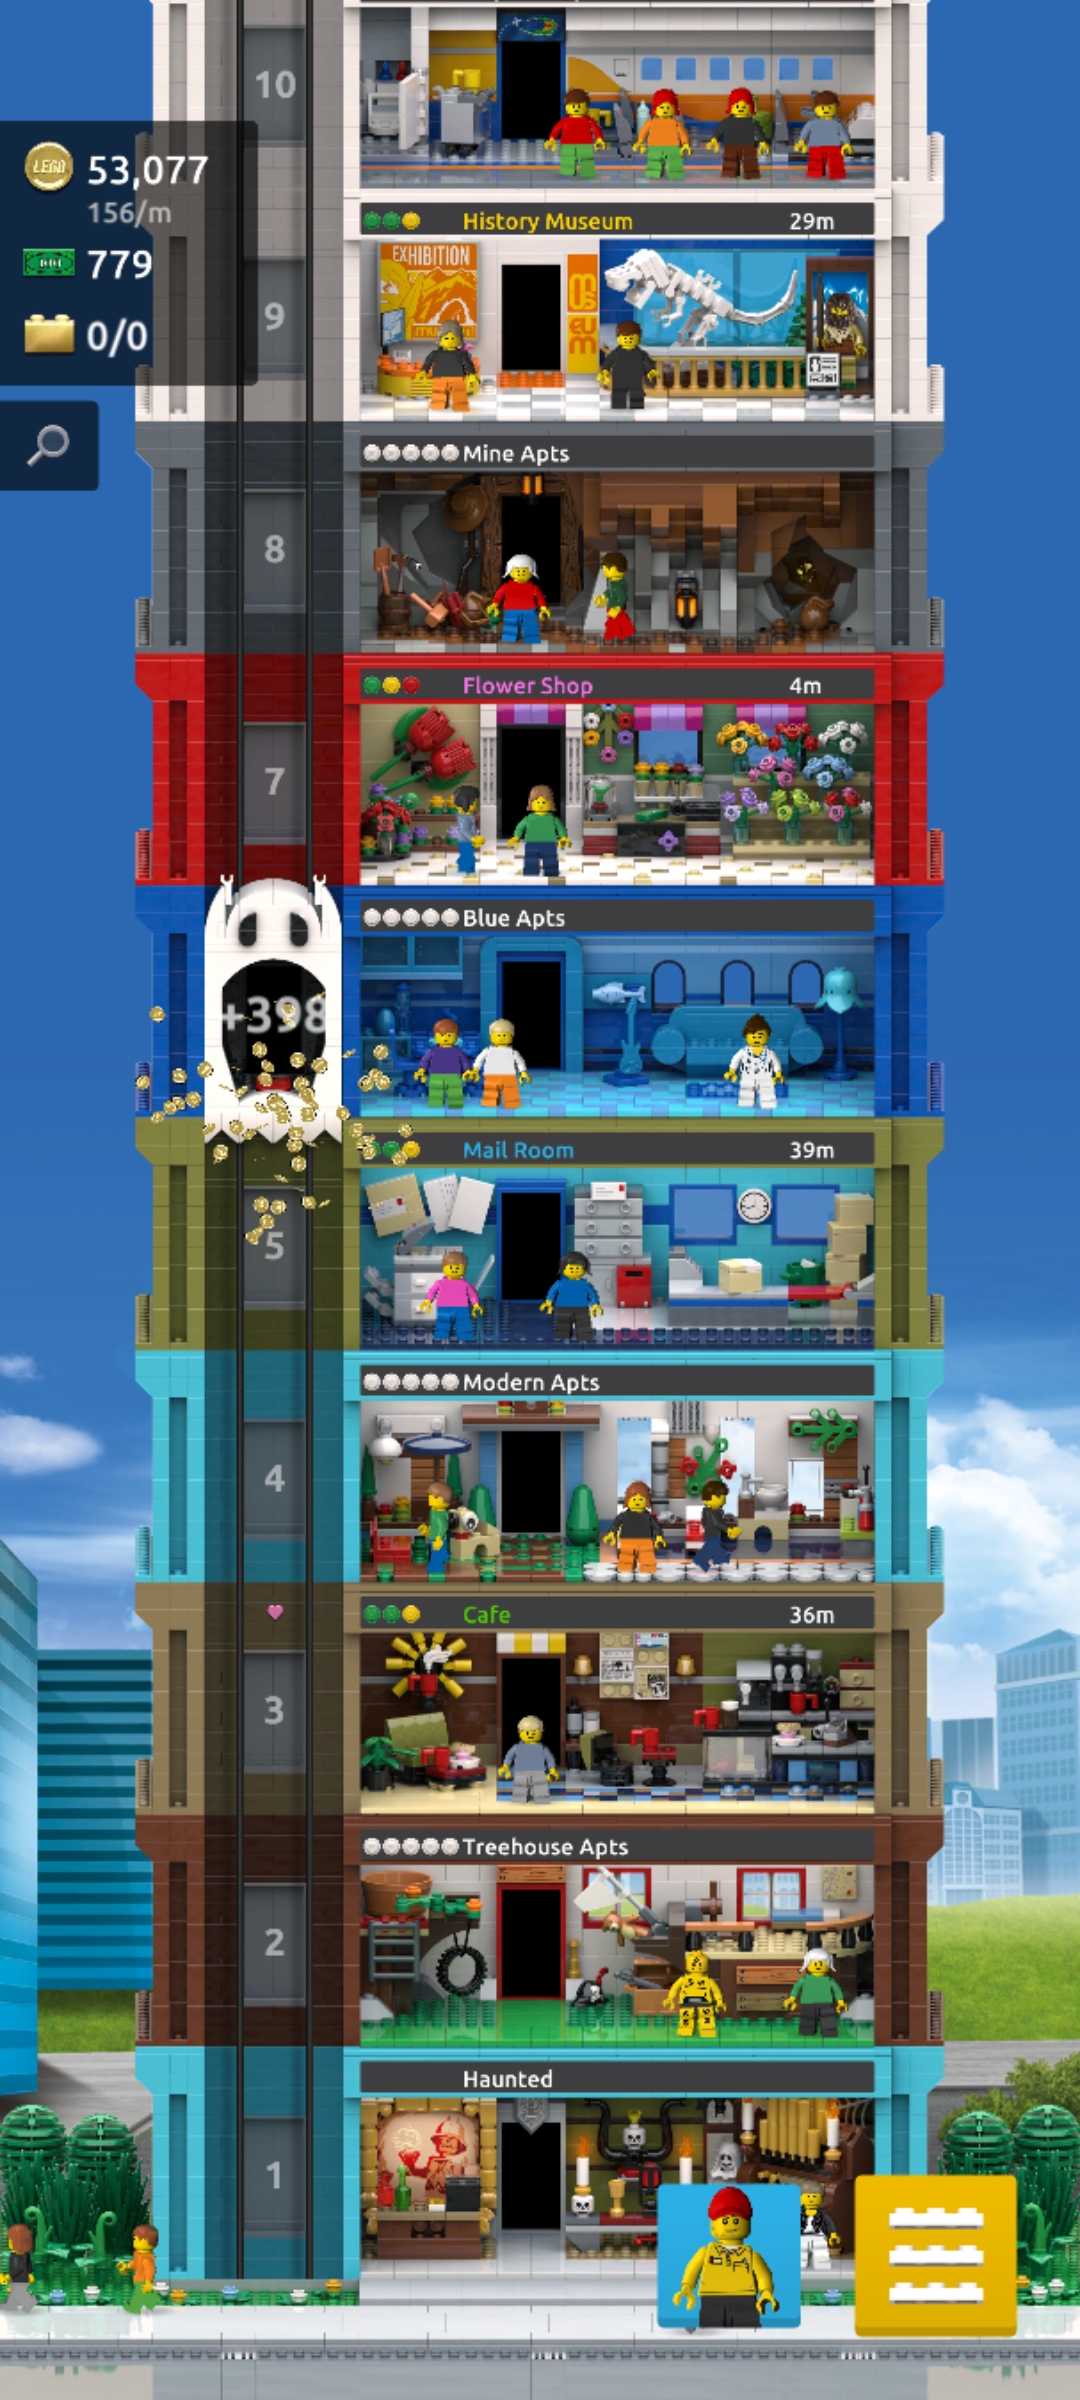 10
LEGO 53,077
156/m
779
0/0
History Museum 29m
EXHIBITION
9
Mine Apts
8
Flower Shop 4m
7
Blue Apts
+398
Mail Room 39m
5
Modern Apts
4
Cafe 36m
3
Treehouse Apts
2
Haunted
1